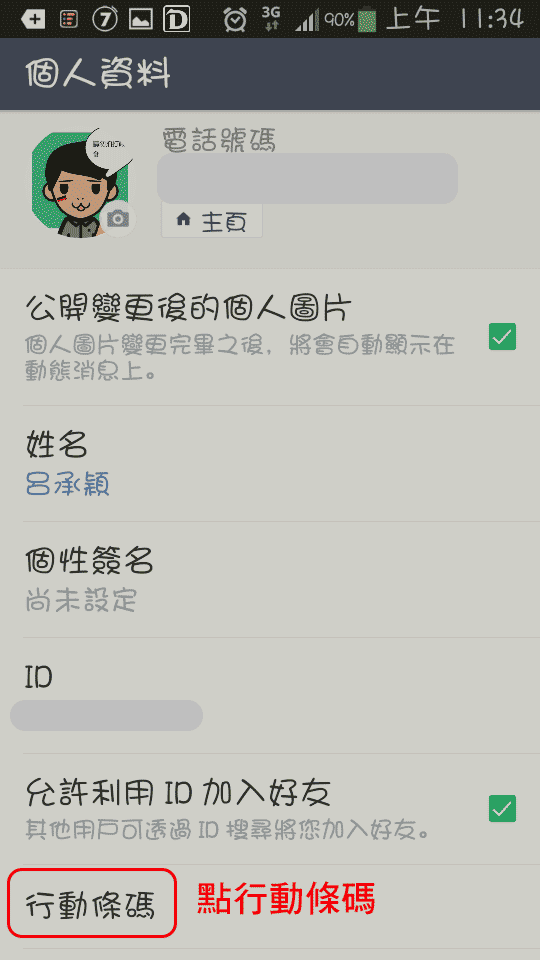 7
D
3G
90%
上午 11:34
個人資料
電話號碼
主頁
公開變更後的個人圖片
個人圖片變更完畢之後，將會自動顯示在
動態消息上。
姓名
呂承穎
個性簽名
尚未設定
ID
允許利用 ID 加入好友
其他用戶可透過 ID 搜尋將您加入好友。
行動條碼
點行動條碼